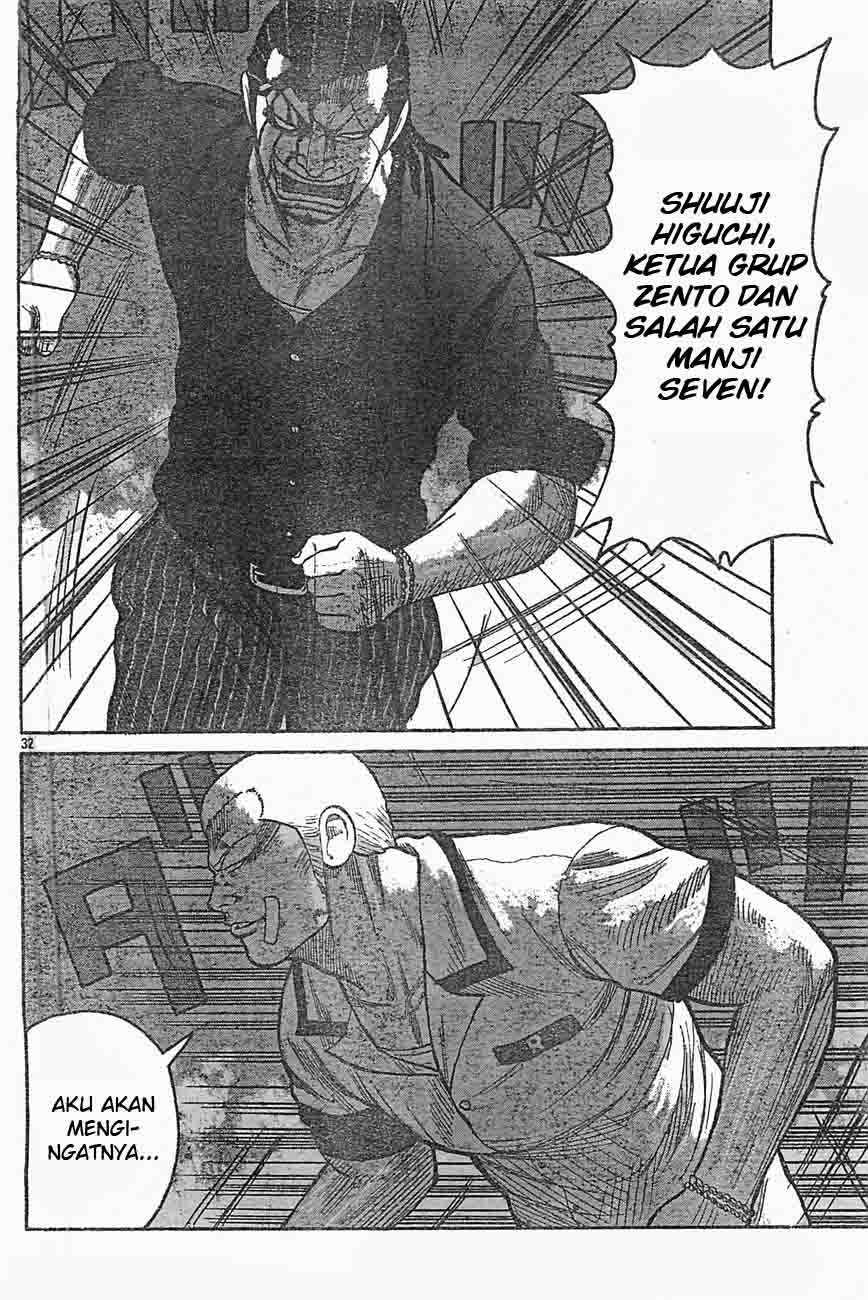 SHUUJI
HIGUCHI,
KETUA GRUP
ZENTO DAN
SALAH SATU
MANJI
SEVEN!
32
AKU AKAN
MENGI-
NGATNYA...